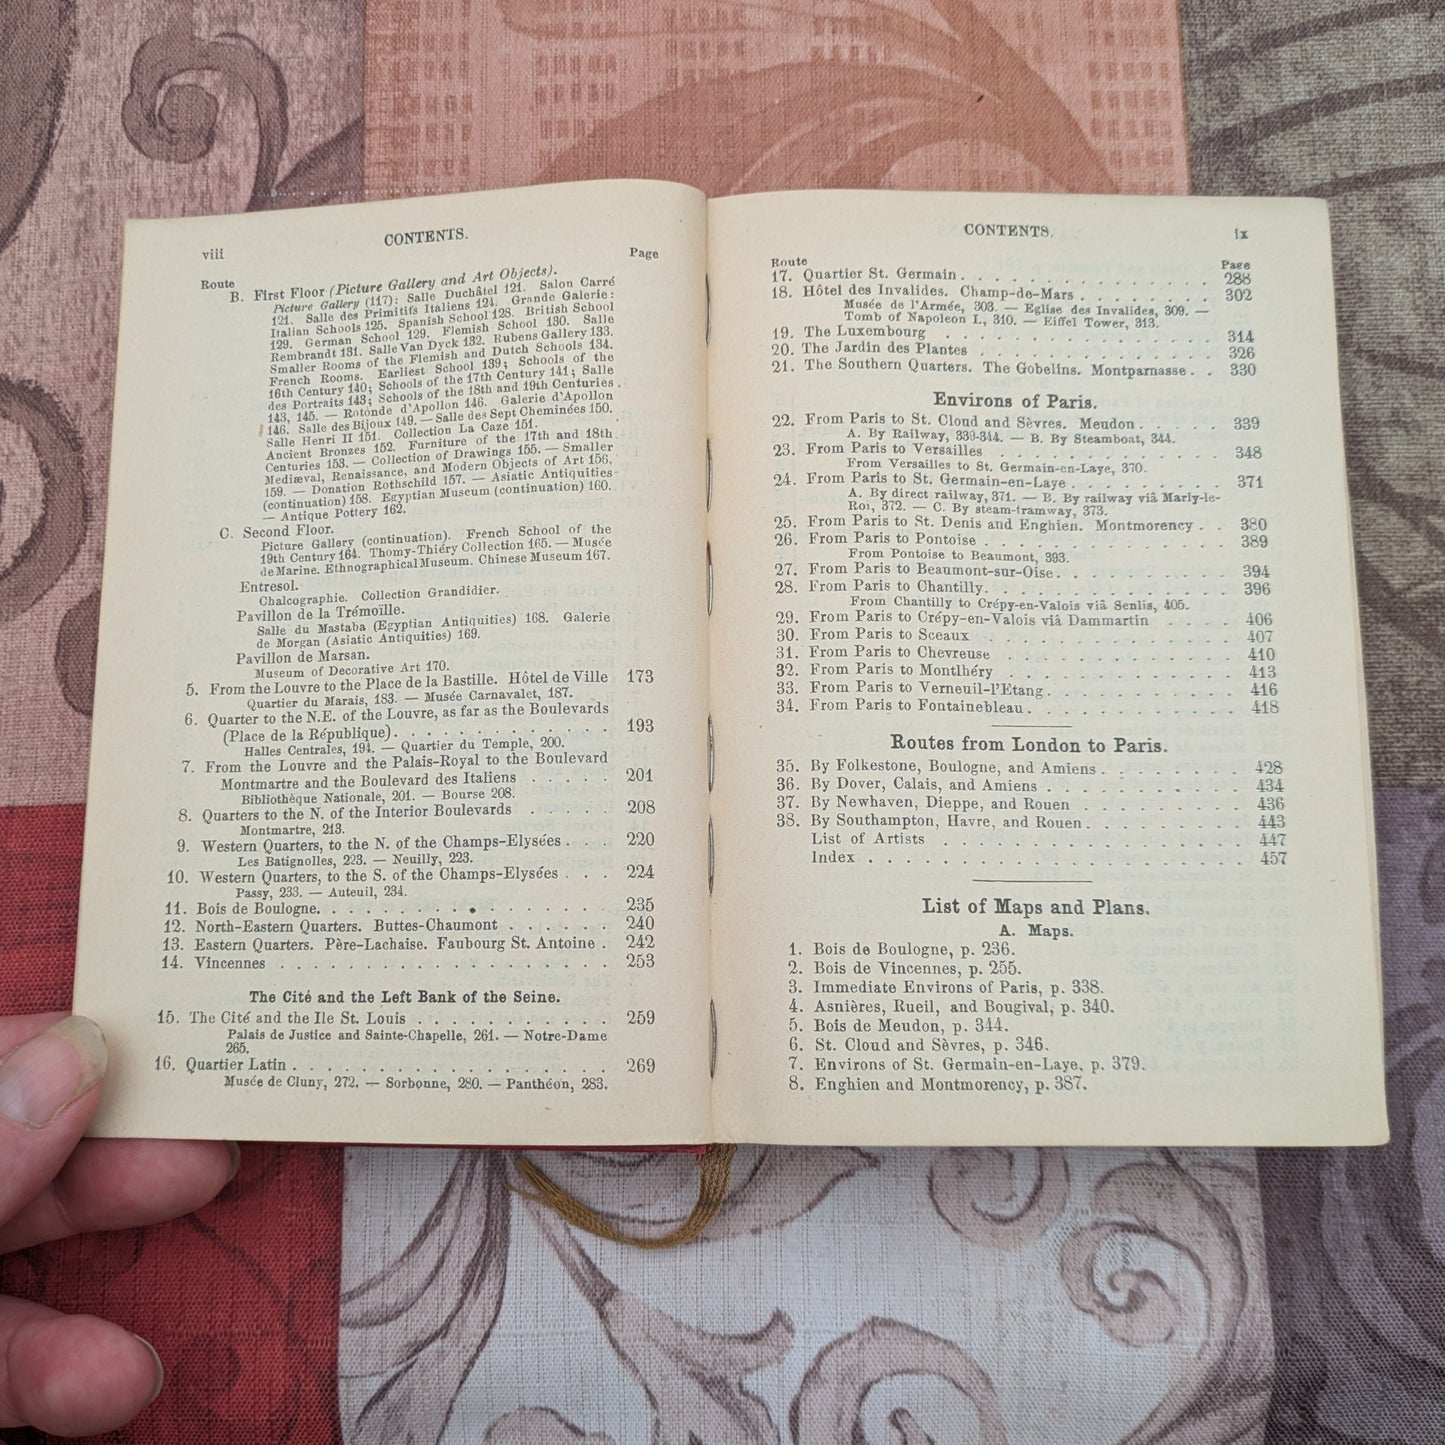 viii
CONTENTS.
Page
Route
B. First Floor (Picture Gallery and Art Objects).
Picture Gallery (117): Salle Duchâtel 121. Salon Carré
121. Salle des Primitifs Italiens 124. Grande Galerie:
Italian Schools 125. Spanish School 128. British School
129. German School 129. Flemish School 130. Salle
Rembrandt 131. Salle Van Dyck 132. Rubens Gallery 133.
Smaller Rooms of the Flemish and Dutch Schools 134.
French Rooms. Earliest School 139; Schools of the
16th Century 140; Schools of the 17th Century 141; Salle
des Portraits 143; Schools of the 18th and 19th Centuries
143, 145. — Rotonde d'Apollon 146. Galerie d'Apollon
146. Salle des Bijoux 149. — Salle des Sept Cheminées 150.
Salle Henri II 151. Collection La Caze 151.
Ancient Bronzes 152. Furniture of the 17th and 18th
Centuries 153. — Collection of Drawings 155. — Smaller
Mediæval, Renaissance, and Modern Objects of Art 156,
159. — Donation Rothschild 157. — Asiatic Antiquities
(continuation) 158. Egyptian Museum (continuation) 160.
— Antique Pottery 162.
C. Second Floor.
Picture Gallery (continuation). French School of the
19th Century 164. Thomy-Thiéry Collection 165. — Musée
de Marine. Ethnographical Museum. Chinese Museum 167.
Entresol.
Chalcographie. Collection Grandidier.
Pavillon de la Trémoïlle.
Salle du Mastaba (Egyptian Antiquities) 168. Galerie
de Morgan (Asiatic Antiquities) 169.
Pavillon de Marsan.
Museum of Decorative Art 170.
5. From the Louvre to the Place de la Bastille. Hôtel de Ville 173
Quartier du Marais, 183. — Musée Carnavalet, 187.
6. Quarter to the N.E. of the Louvre, as far as the Boulevards
(Place de la République) . . . . . . . . . . . 193
Halles Centrales, 194. — Quartier du Temple, 200.
7. From the Louvre and the Palais-Royal to the Boulevard
Montmartre and the Boulevard des Italiens . . . . . 201
Bibliothèque Nationale, 201. — Bourse 208.
8. Quarters to the N. of the Interior Boulevards . . . . . 208
Montmartre, 213.
9. Western Quarters, to the N. of the Champs-Elysées . . . 220
Les Batignolles, 223. — Neuilly, 223.
10. Western Quarters, to the S. of the Champs-Elysées . . . 224
Passy, 233. — Auteuil, 234.
11. Bois de Boulogne. . . . . . . . . . . . . . 235
12. North-Eastern Quarters. Buttes-Chaumont . . . . . . 240
13. Eastern Quarters. Père-Lachaise. Faubourg St. Antoine . 242
14. Vincennes . . . . . . . . . . . . . . . 253
The Cité and the Left Bank of the Seine.
15. The Cité and the Ile St. Louis . . . . . . . . . . 259
Palais de Justice and Sainte-Chapelle, 261. — Notre-Dame
265.
16. Quartier Latin . . . . . . . . . . . . . . . 269
Musée de Cluny, 272. — Sorbonne, 280. — Panthéon, 283.
CONTENTS.
ix
Route
Page
17. Quartier St. Germain . . . . . . . . . . . . . 288
18. Hôtel des Invalides. Champ-de-Mars . . . . . . . . 302
Musée de l'Armée, 303. — Eglise des Invalides, 309. —
Tomb of Napoleon I., 310. — Eiffel Tower, 313.
19. The Luxembourg . . . . . . . . . . . . . 314
20. The Jardin des Plantes . . . . . . . . . . . . 326
21. The Southern Quarters. The Gobelins. Montparnasse . . 330
Environs of Paris.
22. From Paris to St. Cloud and Sèvres. Meudon . . . . . 339
A. By Railway, 339-344. — B. By Steamboat, 344.
23. From Paris to Versailles . . . . . . . . . . . . 348
From Versailles to St. Germain-en-Laye, 370.
24. From Paris to St. Germain-en-Laye . . . . . . . . 371
A. By direct railway, 371. — B. By railway viâ Marly-le-
Roi, 372. — C. By steam-tramway, 373.
25. From Paris to St. Denis and Enghien. Montmorency . . 380
26. From Paris to Pontoise . . . . . . . . . . . . 389
From Pontoise to Beaumont, 393.
27. From Paris to Beaumont-sur-Oise. . . . . . . . . 394
28. From Paris to Chantilly. . . . . . . . . . . . 396
From Chantilly to Crépy-en-Valois viâ Senlis, 405.
29. From Paris to Crépy-en-Valois viâ Dammartin . . . . 406
30. From Paris to Sceaux . . . . . . . . . . . . 407
31. From Paris to Chevreuse . . . . . . . . . . . 410
32. From Paris to Montlhéry . . . . . . . . . . . 413
33. From Paris to Verneuil-l'Etang . . . . . . . . . . 416
34. From Paris to Fontainebleau . . . . . . . . . . . 418
Routes from London to Paris.
35. By Folkestone, Boulogne, and Amiens . . . . . . . 428
36. By Dover, Calais, and Amiens . . . . . . . . . . 434
37. By Newhaven, Dieppe, and Rouen . . . . . . . . 436
38. By Southampton, Havre, and Rouen . . . . . . . . 443
List of Artists . . . . . . . . . . . . . . 447
Index . . . . . . . . . . . . . . . . . 457
List of Maps and Plans.
A. Maps.
1. Bois de Boulogne, p. 236.
2. Bois de Vincennes, p. 255.
3. Immediate Environs of Paris, p. 338.
4. Asnières, Rueil, and Bougival, p. 340.
5. Bois de Meudon, p. 344.
6. St. Cloud and Sèvres, p. 346.
7. Environs of St. Germain-en-Laye, p. 379.
8. Enghien and Montmorency, p. 387.